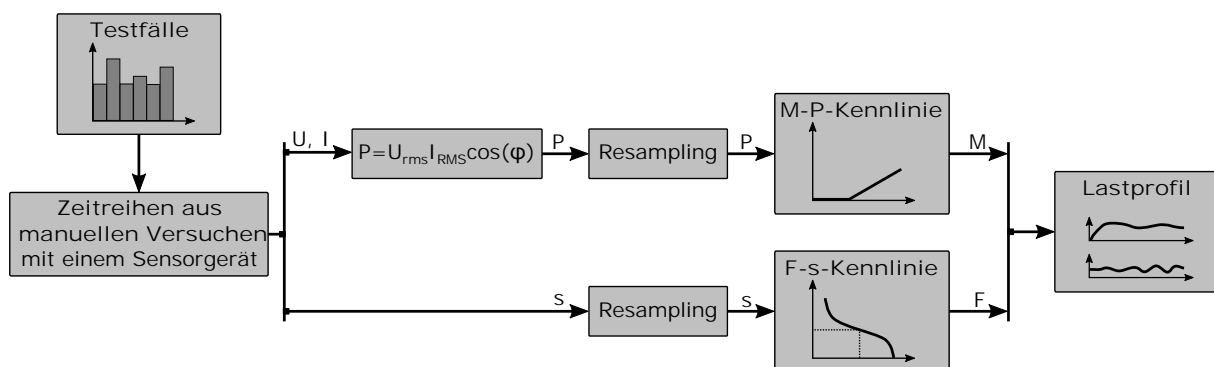 Testfälle
Zeitreihen aus
manuellen Versuchen
mit einem Sensorgerät
U, I
P=UrmsIRMScos(φ)
P
Resampling
P
M-P-Kennlinie
M
s
Resampling
s
F-s-Kennlinie
F
Lastprofil